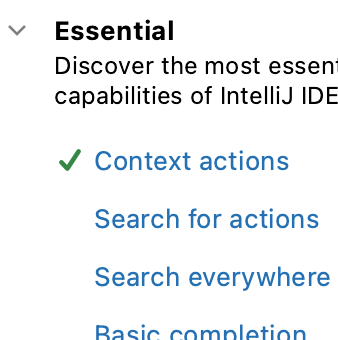 Essential
Discover the most essent
capabilities of IntelliJ IDE
Context actions
Search for actions
Search everywhere
Basic completion